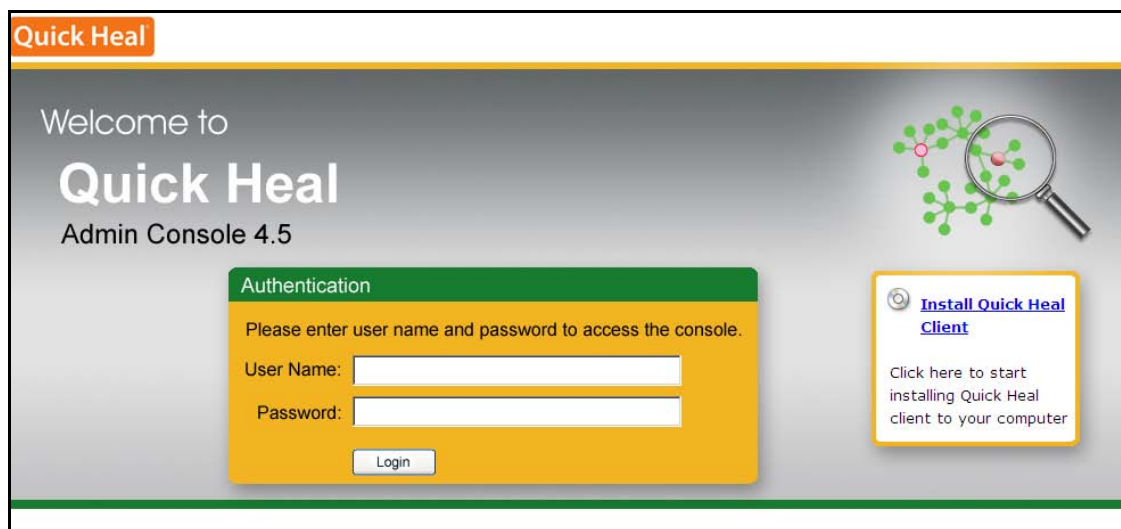 Quick Heal
Welcome to
Quick Heal
Admin Console 4.5
Authentication
Please enter user name and password to access the console.
User Name:
Password:
Login
Install Quick Heal
Client
Click here to start
installing Quick Heal
client to your computer